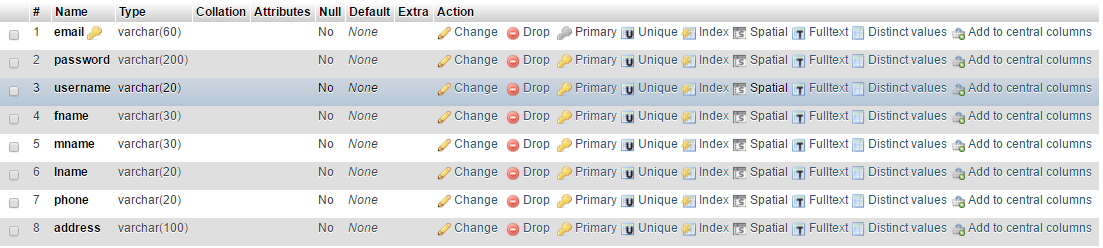 # Name Type Collation Attributes Null Default Extra Action
1 email varchar(60) No None Change Drop Primary Unique Index Spatial Fulltext Distinct values Add to central columns
2 password varchar(200) No None Change Drop Primary Unique Index Spatial Fulltext Distinct values Add to central columns
3 username varchar(20) No None Change Drop Primary Unique Index Spatial Fulltext Distinct values Add to central columns
4 fname varchar(30) No None Change Drop Primary Unique Index Spatial Fulltext Distinct values Add to central columns
5 mname varchar(30) No None Change Drop Primary Unique Index Spatial Fulltext Distinct values Add to central columns
6 lname varchar(20) No None Change Drop Primary Unique Index Spatial Fulltext Distinct values Add to central columns
7 phone varchar(20) No None Change Drop Primary Unique Index Spatial Fulltext Distinct values Add to central columns
8 address varchar(100) No None Change Drop Primary Unique Index Spatial Fulltext Distinct values Add to central columns